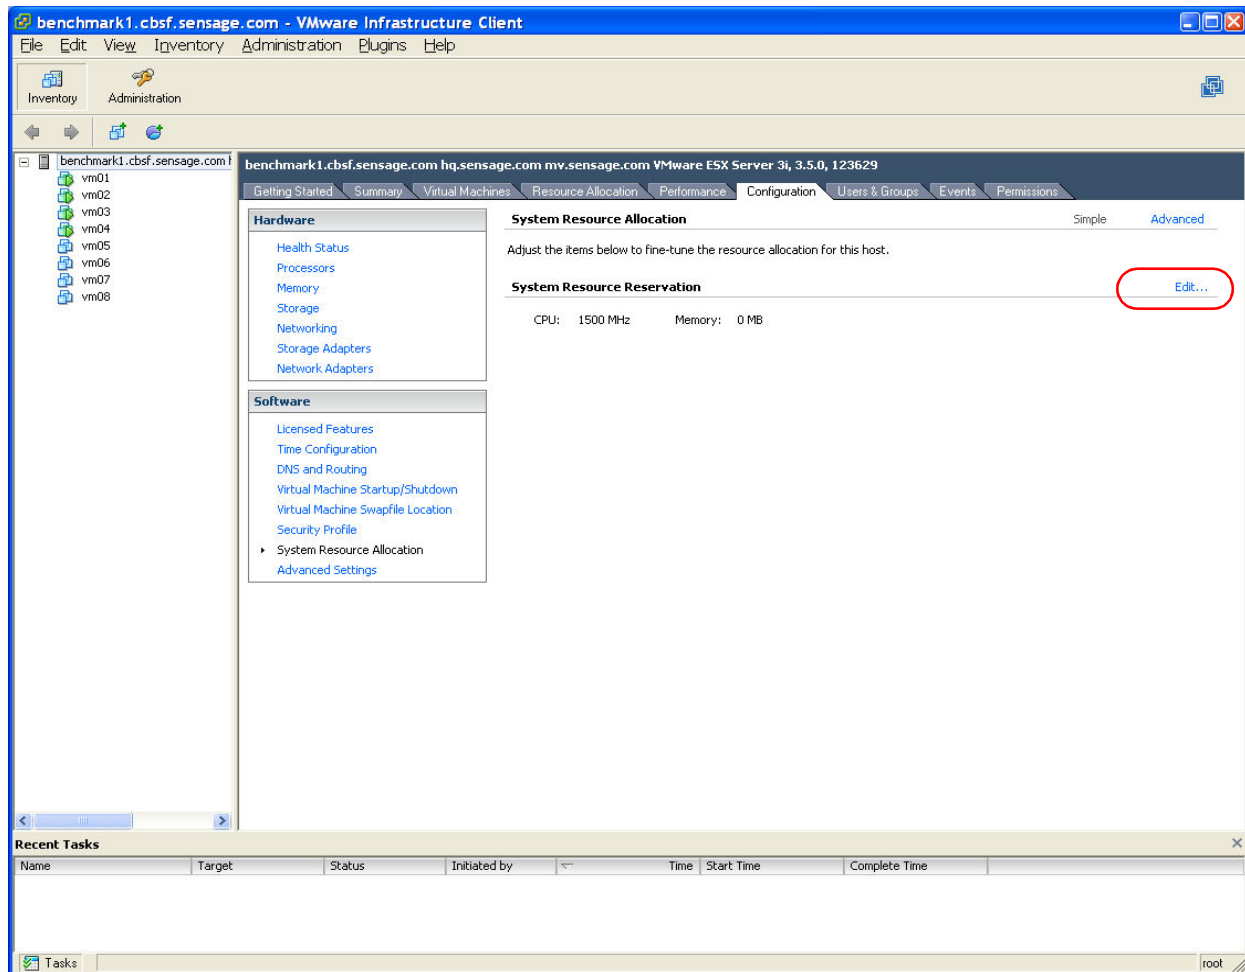 benchmark1.cbsf.sensage.com - VMware Infrastructure Client
File Edit View Inventory Administration Plugins Help
Inventory Administration
benchmark1.cbsf.sensage.com
vm01
vm02
vm03
vm04
vm05
vm06
vm07
vm08
benchmark1.cbsf.sensage.com hq.sensage.com mv.sensage.com VMware ESX Server 3i, 3.5.0, 123629
Getting Started Summary Virtual Machines Resource Allocation Performance Configuration Users & Groups Events Permissions
Hardware
Health Status
Processors
Memory
Storage
Networking
Storage Adapters
Network Adapters
Software
Licensed Features
Time Configuration
DNS and Routing
Virtual Machine Startup/Shutdown
Virtual Machine Swapfile Location
Security Profile
System Resource Allocation
Advanced Settings
System Resource Allocation Simple Advanced
Adjust the items below to fine-tune the resource allocation for this host.
System Resource Reservation Edit...
CPU: 1500 MHz Memory: 0 MB
Recent Tasks
Name Target Status Initiated by Time Start Time Complete Time
Tasks root